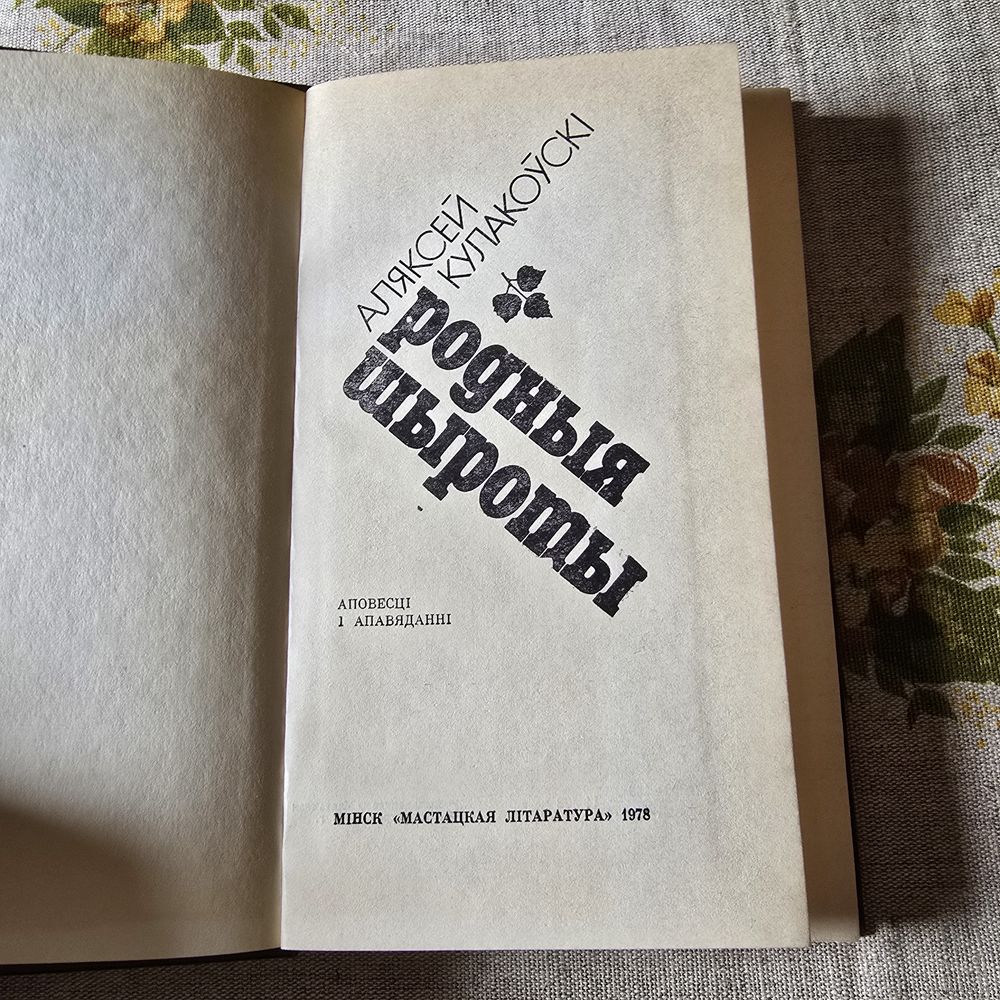 АЛЯКСЕЙ
КУЛАКОЎСКІ
родныя
шыроты
АПОВЕСЦІ
І АПАВЯДАННІ
МІНСК «МАСТАЦКАЯ ЛІТАРАТУРА» 1978